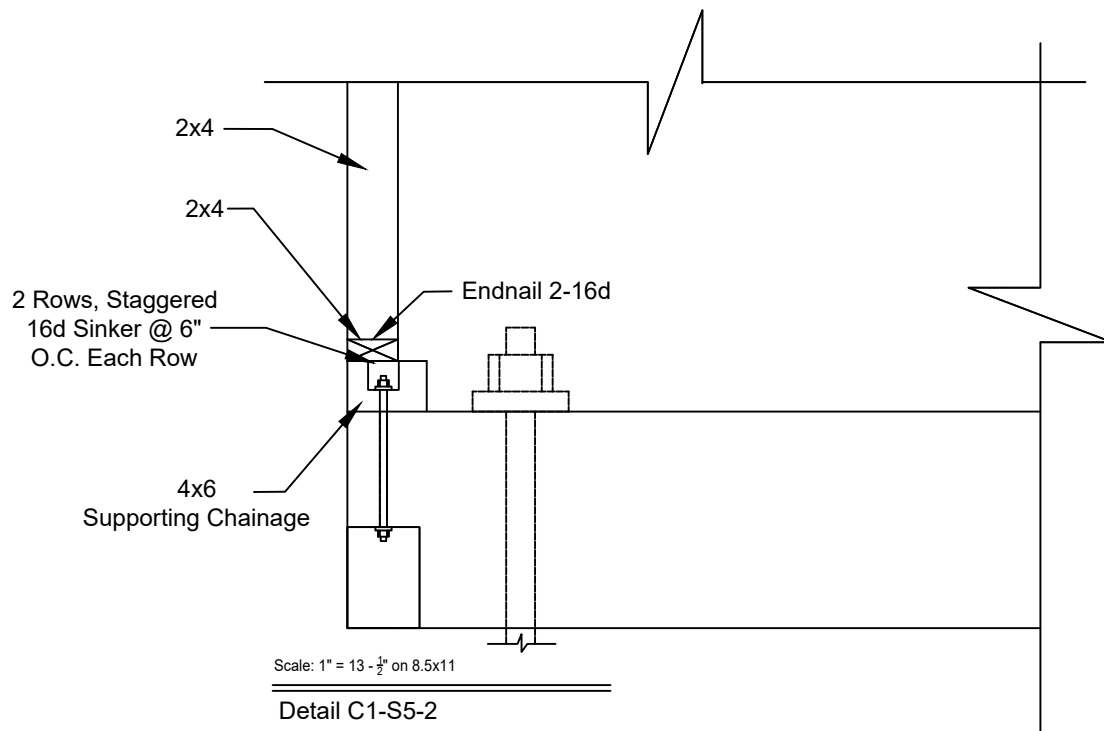 2x4
2x4
2 Rows, Staggered
16d Sinker @ 6"
O.C. Each Row
Endnail 2-16d
4x6
Supporting Chainage
Scale: 1" = 13 - 1/2" on 8.5x11
Detail C1-S5-2